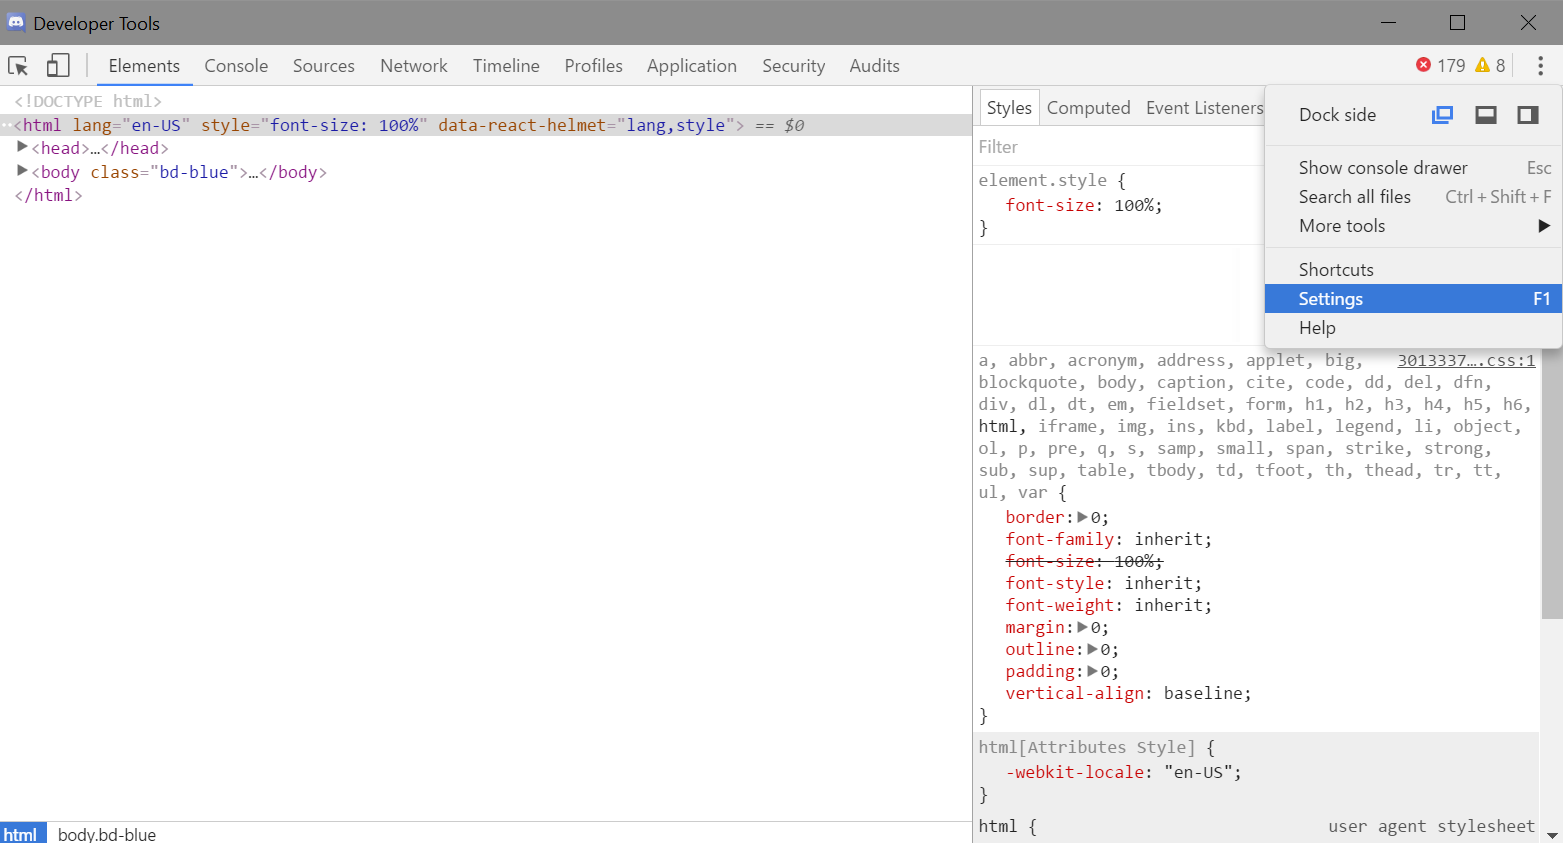 Developer Tools
Elements Console Sources Network Timeline Profiles Application Security Audits 179 8
<!DOCTYPE html>
··<html lang="en-US" style="font-size: 100%" data-react-helmet="lang,style"> == $0
▶<head>…</head>
▶<body class="bd-blue">…</body>
</html>
html body.bd-blue
Styles Computed Event Listeners
Filter
element.style {
font-size: 100%;
}
a, abbr, acronym, address, applet, big, 3013337….css:1
blockquote, body, caption, cite, code, dd, del, dfn,
div, dl, dt, em, fieldset, form, h1, h2, h3, h4, h5, h6,
html, iframe, img, ins, kbd, label, legend, li, object,
ol, p, pre, q, s, samp, small, span, strike, strong,
sub, sup, table, tbody, td, tfoot, th, thead, tr, tt,
ul, var {
border:▶0;
font-family: inherit;
font-size: 100%;
font-style: inherit;
font-weight: inherit;
margin:▶0;
outline:▶0;
padding:▶0;
vertical-align: baseline;
}
html[Attributes Style] {
-webkit-locale: "en-US";
}
html { user agent stylesheet
Dock side
Show console drawer Esc
Search all files Ctrl + Shift + F
More tools ▶
Shortcuts
Settings F1
Help